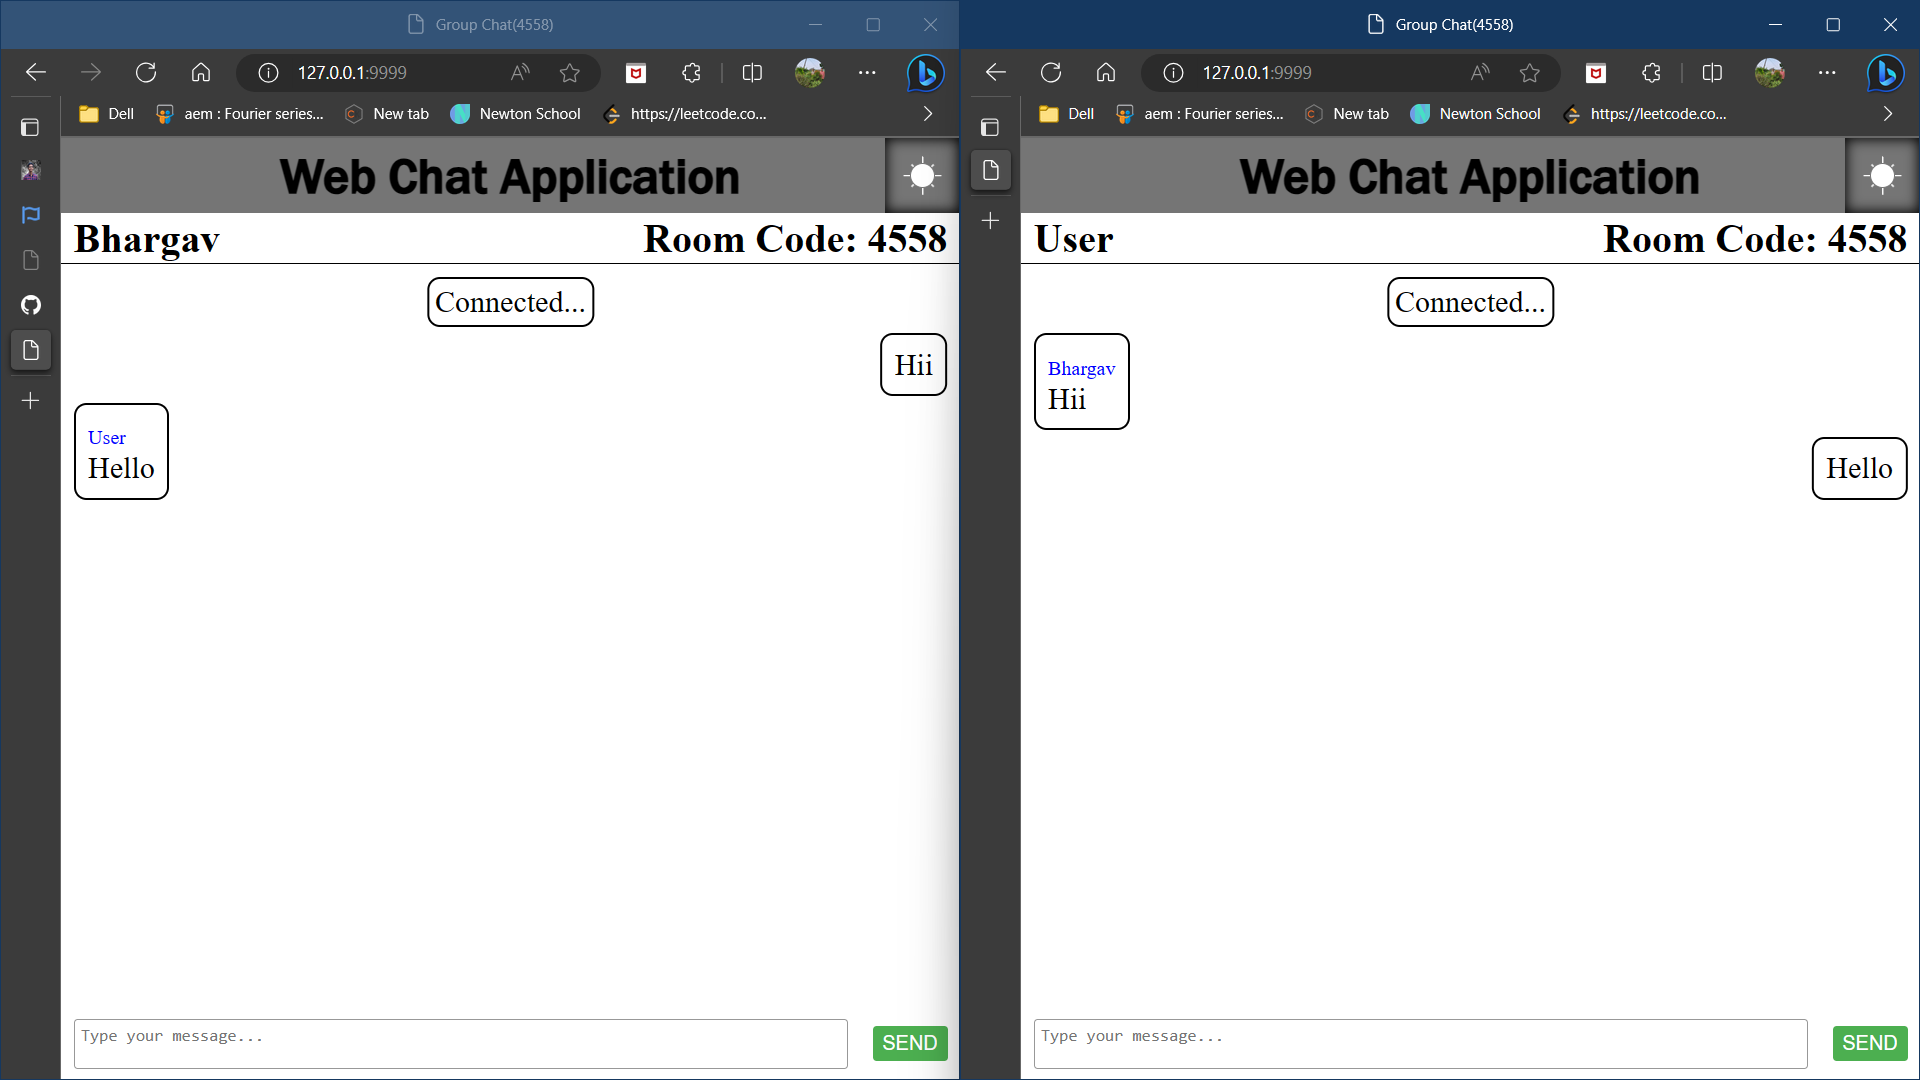 Group Chat(4558)
127.0.0.1:9999
Dell aem : Fourier series... New tab Newton School https://leetcode.co...
Web Chat Application
Bhargav Room Code: 4558
Connected...
Hii
User
Hello
Type your message... SEND
Group Chat(4558)
127.0.0.1:9999
Dell aem : Fourier series... New tab Newton School https://leetcode.co...
Web Chat Application
User Room Code: 4558
Connected...
Bhargav
Hii
Hello
Type your message... SEND